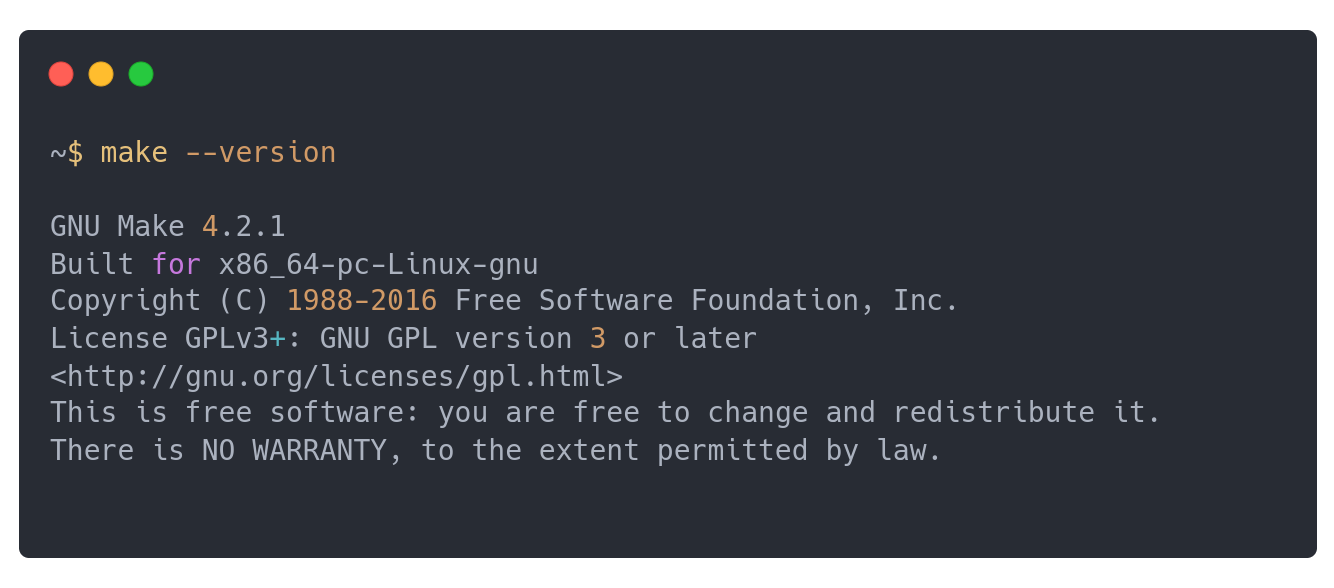 ~$ make --version
GNU Make 4.2.1
Built for x86_64-pc-Linux-gnu
Copyright (C) 1988-2016 Free Software Foundation, Inc.
License GPLv3+: GNU GPL version 3 or later
<http://gnu.org/licenses/gpl.html>
This is free software: you are free to change and redistribute it.
There is NO WARRANTY, to the extent permitted by law.